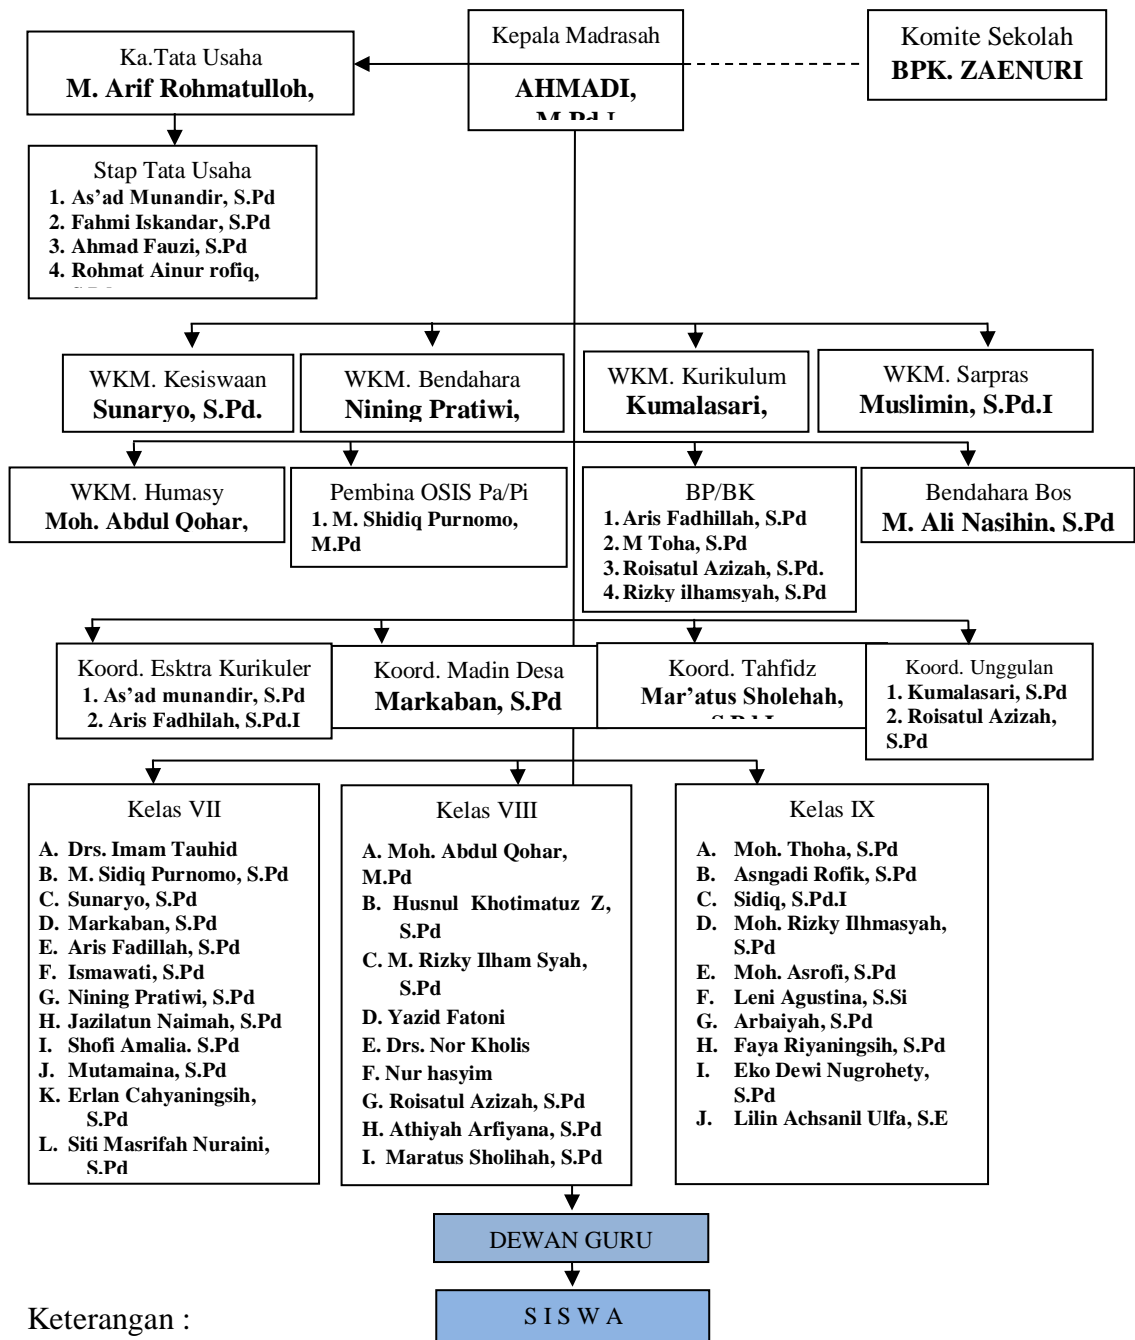 Ka.Tata Usaha
M. Arif Rohmatulloh,
Kepala Madrasah
AHMADI,
M.Pd.I
Komite Sekolah
BPK. ZAENURI
Stap Tata Usaha
1. As’ad Munandir, S.Pd
2. Fahmi Iskandar, S.Pd
3. Ahmad Fauzi, S.Pd
4. Rohmat Ainur rofiq,
WKM. Kesiswaan
Sunaryo, S.Pd.
WKM. Bendahara
Nining Pratiwi,
WKM. Kurikulum
Kumalasari,
WKM. Sarpras
Muslimin, S.Pd.I
WKM. Humasy
Moh. Abdul Qohar,
Pembina OSIS Pa/Pi
1. M. Shidiq Purnomo,
M.Pd
BP/BK
1. Aris Fadhillah, S.Pd
2. M Toha, S.Pd
3. Roisatul Azizah, S.Pd.
4. Rizky ilhamsyah, S.Pd
Bendahara Bos
M. Ali Nasihin, S.Pd
Koord. Esktra Kurikuler
1. As’ad munandir, S.Pd
2. Aris Fadhilah, S.Pd.I
Koord. Madin Desa
Markaban, S.Pd
Koord. Tahfidz
Mar’atus Sholehah,
S.Pd.I
Koord. Unggulan
1. Kumalasari, S.Pd
2. Roisatul Azizah,
S.Pd
Kelas VII
A. Drs. Imam Tauhid
B. M. Sidiq Purnomo, S.Pd
C. Sunaryo, S.Pd
D. Markaban, S.Pd
E. Aris Fadillah, S.Pd
F. Ismawati, S.Pd
G. Nining Pratiwi, S.Pd
H. Jazilatun Naimah, S.Pd
I. Shofi Amalia. S.Pd
J. Mutamaina, S.Pd
K. Erlan Cahyaningsih,
S.Pd
L. Siti Masrifah Nuraini,
S.Pd
Kelas VIII
A. Moh. Abdul Qohar,
M.Pd
B. Husnul Khotimatuz Z,
S.Pd
C. M. Rizky Ilham Syah,
S.Pd
D. Yazid Fatoni
E. Drs. Nor Kholis
F. Nur hasyim
G. Roisatul Azizah, S.Pd
H. Athiyah Arfiyana, S.Pd
I. Maratus Sholihah, S.Pd
Kelas IX
A. Moh. Thoha, S.Pd
B. Asngadi Rofik, S.Pd
C. Sidiq, S.Pd.I
D. Moh. Rizky Ilhmasyah,
S.Pd
E. Moh. Asrofi, S.Pd
F. Leni Agustina, S.Si
G. Arbaiyah, S.Pd
H. Faya Riyaningsih, S.Pd
I. Eko Dewi Nugrohety,
S.Pd
J. Lilin Achsanil Ulfa, S.E
DEWAN GURU
S I S W A
Keterangan :